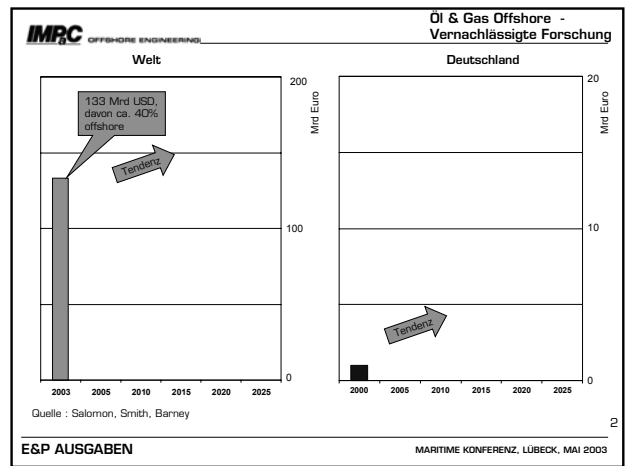 IMPaC OFFSHORE ENGINEERING
Öl & Gas Offshore -
Vernachlässigte Forschung
Welt
200
133 Mrd USD,
davon ca. 40%
offshore
Mrd Euro
Tendenz
100
0
2003 2005 2010 2015 2020 2025
Deutschland
20
Mrd Euro
10
Tendenz
0
2000 2005 2010 2015 2020 2025
Quelle : Salomon, Smith, Barney
2
E&P AUSGABEN
MARITIME KONFERENZ, LÜBECK, MAI 2003